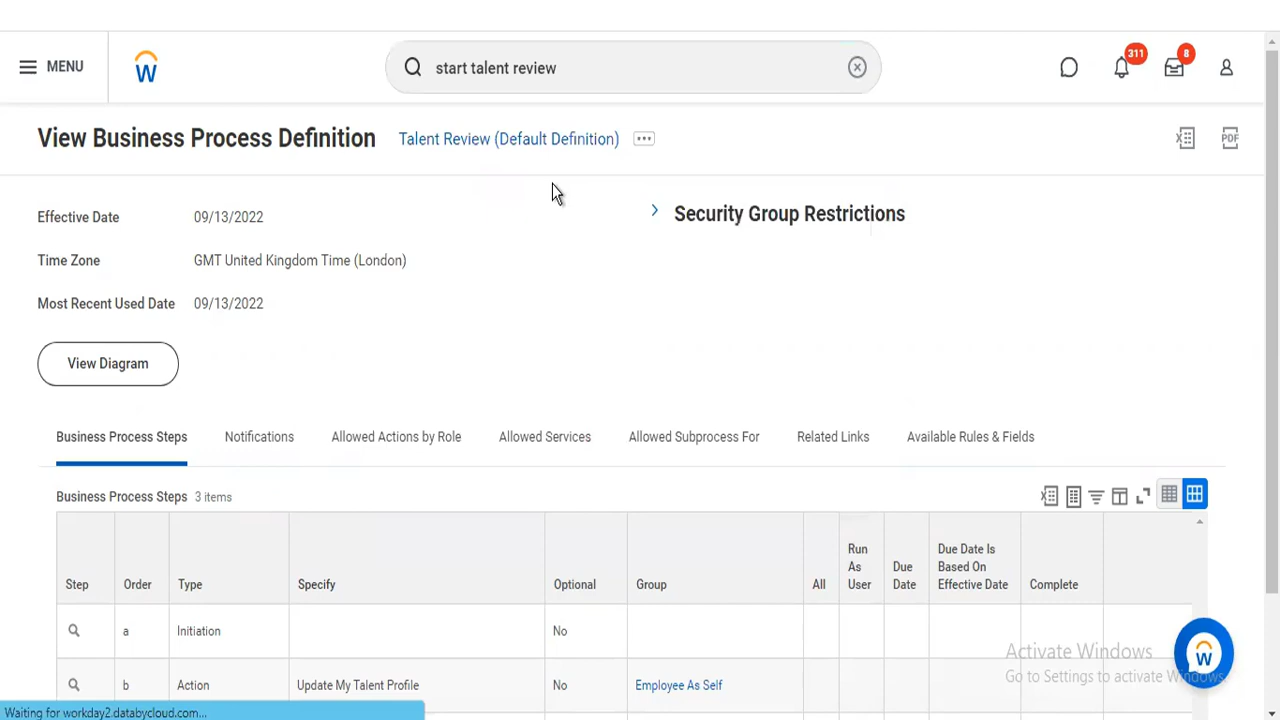 MENU
start talent review
311
8
View Business Process Definition
Talent Review (Default Definition)
PDF
Effective Date 09/13/2022
Security Group Restrictions
Time Zone GMT United Kingdom Time (London)
Most Recent Used Date 09/13/2022
View Diagram
Business Process Steps Notifications Allowed Actions by Role Allowed Services Allowed Subprocess For Related Links Available Rules & Fields
Business Process Steps 3 items
Step Order Type Specify Optional Group All Run As User Due Date Due Date Is Based On Effective Date Complete
a Initiation No
b Action Update My Talent Profile No Employee As Self
Activate Windows
Go to Settings to activate Windows.
Waiting for workday2.databycloud.com...